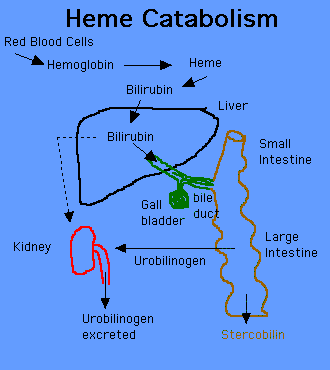 Heme Catabolism
Red Blood Cells
Hemoglobin
Heme
Bilirubin
Liver
Bilirubin
Small
Intestine
Gall
bladder
bile
duct
Kidney
Urobilinogen
Large
Intestine
Urobilinogen
excreted
Stercobilin